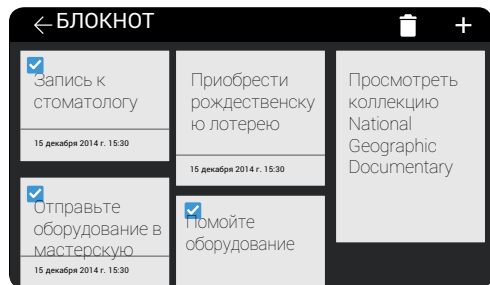 БЛОКНОТ
Запись к
стоматологу
15 декабря 2014 г. 15:30
Отправьте
оборудование в
мастерскую
15 декабря 2014 г. 15:30
Приобрести
рождественску
ю лотерею
15 декабря 2014 г. 15:30
Помойте
оборудование
Просмотреть
коллекцию
National
Geographic
Documentary